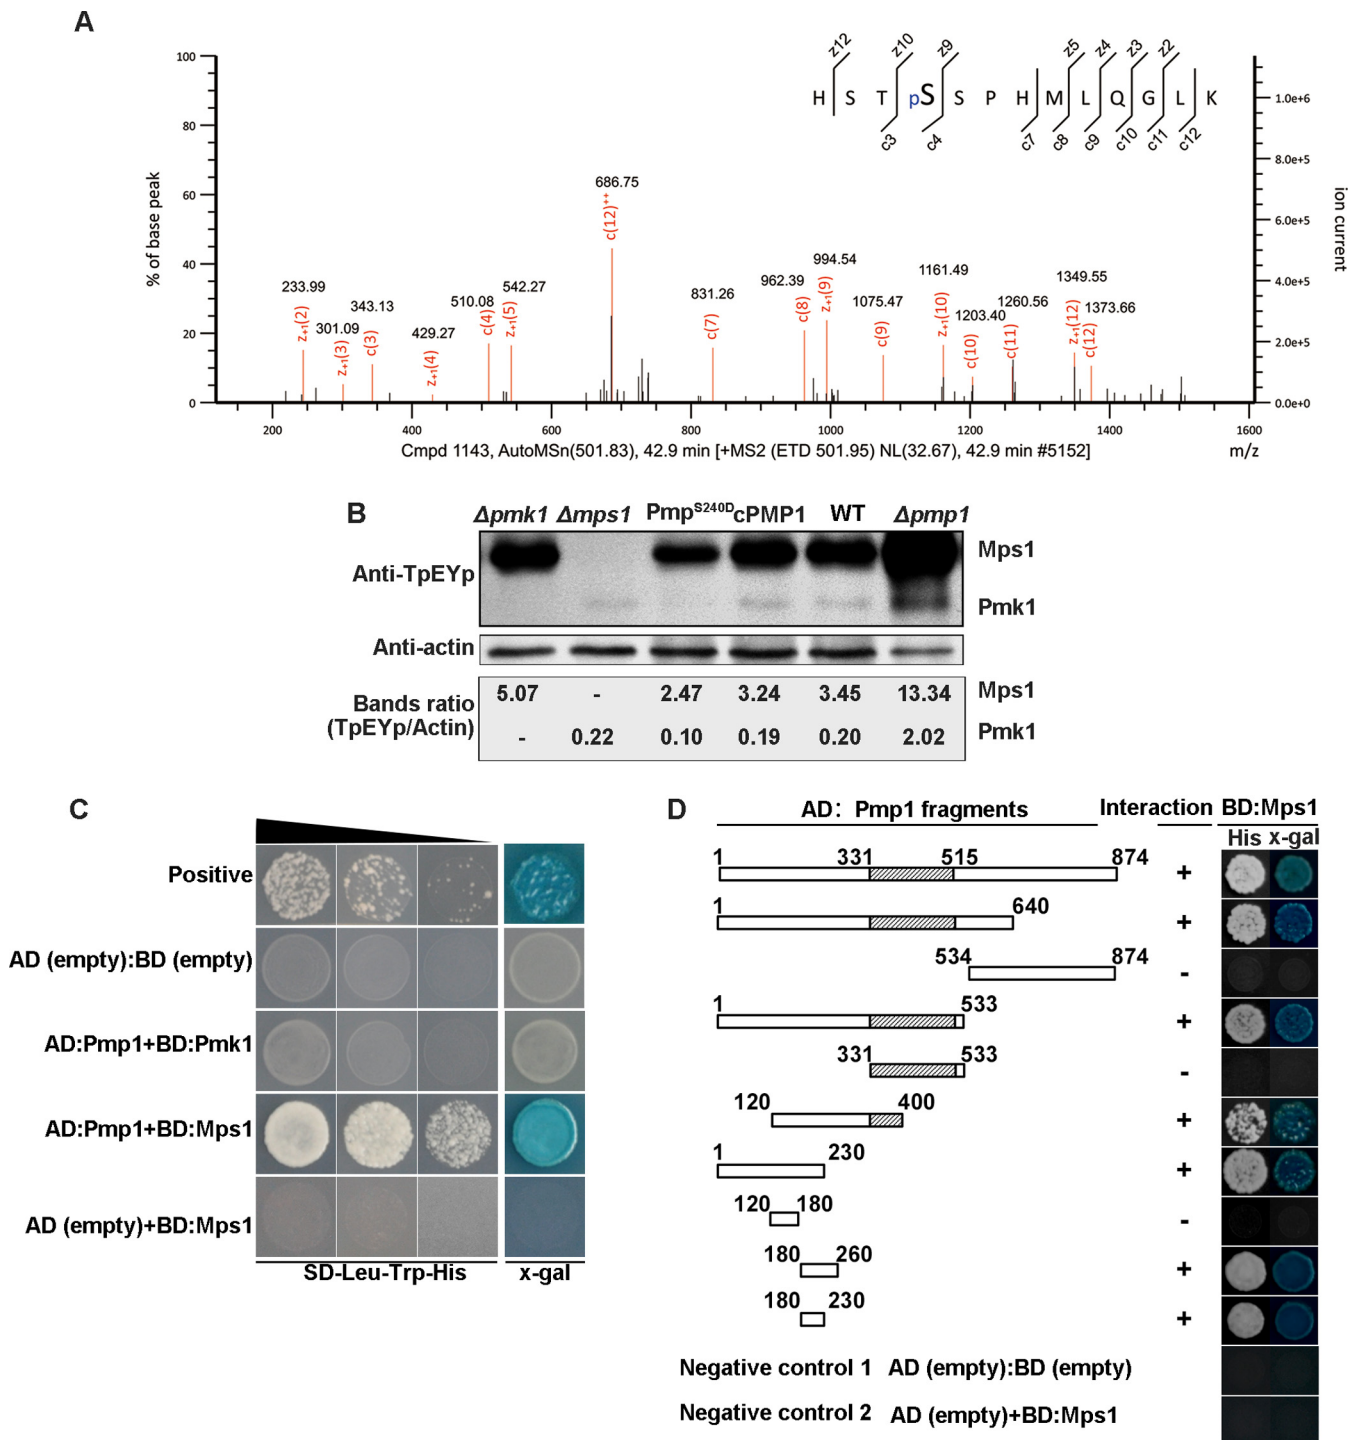 A
100
80
60
40
20
0
% of base peak
200
400
600
800
1000
1200
1400
1600
m/z
1.0e+6
8.0e+5
6.0e+5
4.0e+5
2.0e+5
0.0e+0
ion current
z12 z10 z9 z5 z4 z3 z2
H S T pS S P H M L Q G L K
c3 c4 c7 c8 c9 c10 c11 c12
233.99 z+1(2)
301.09 z+1(3)
343.13 c(3)
429.27 z+1(4)
510.08 c(4)
542.27 z+1(5)
686.75 c(12)++
831.26 c(7)
962.39 c(8)
994.54 z+1(9)
1075.47 c(9)
1161.49 z+1(10)
1203.40 c(10)
1260.56 c(11)
1349.55 z+1(12)
1373.66 c(12)
Cmpd 1143, AutoMSn(501.83), 42.9 min [+MS2 (ETD 501.95) NL(32.67), 42.9 min #5152]
B
Δpmk1 Δmps1 PmpS240D cPMP1 WT Δpmp1
Anti-TpEYp
Mps1
Pmk1
Anti-actin
Bands ratio
(TpEYp/Actin)
5.07 - 2.47 3.24 3.45 13.34 Mps1
- 0.22 0.10 0.19 0.20 2.02 Pmk1
C
Positive
AD (empty):BD (empty)
AD:Pmp1+BD:Pmk1
AD:Pmp1+BD:Mps1
AD (empty)+BD:Mps1
SD-Leu-Trp-His x-gal
D
AD: Pmp1 fragments Interaction BD:Mps1
His x-gal
1 331 515 874 +
1 640 +
534 874 -
1 533 +
331 533 -
120 400 +
1 230 +
120 180 -
180 260 +
180 230 +
Negative control 1 AD (empty):BD (empty)
Negative control 2 AD (empty)+BD:Mps1